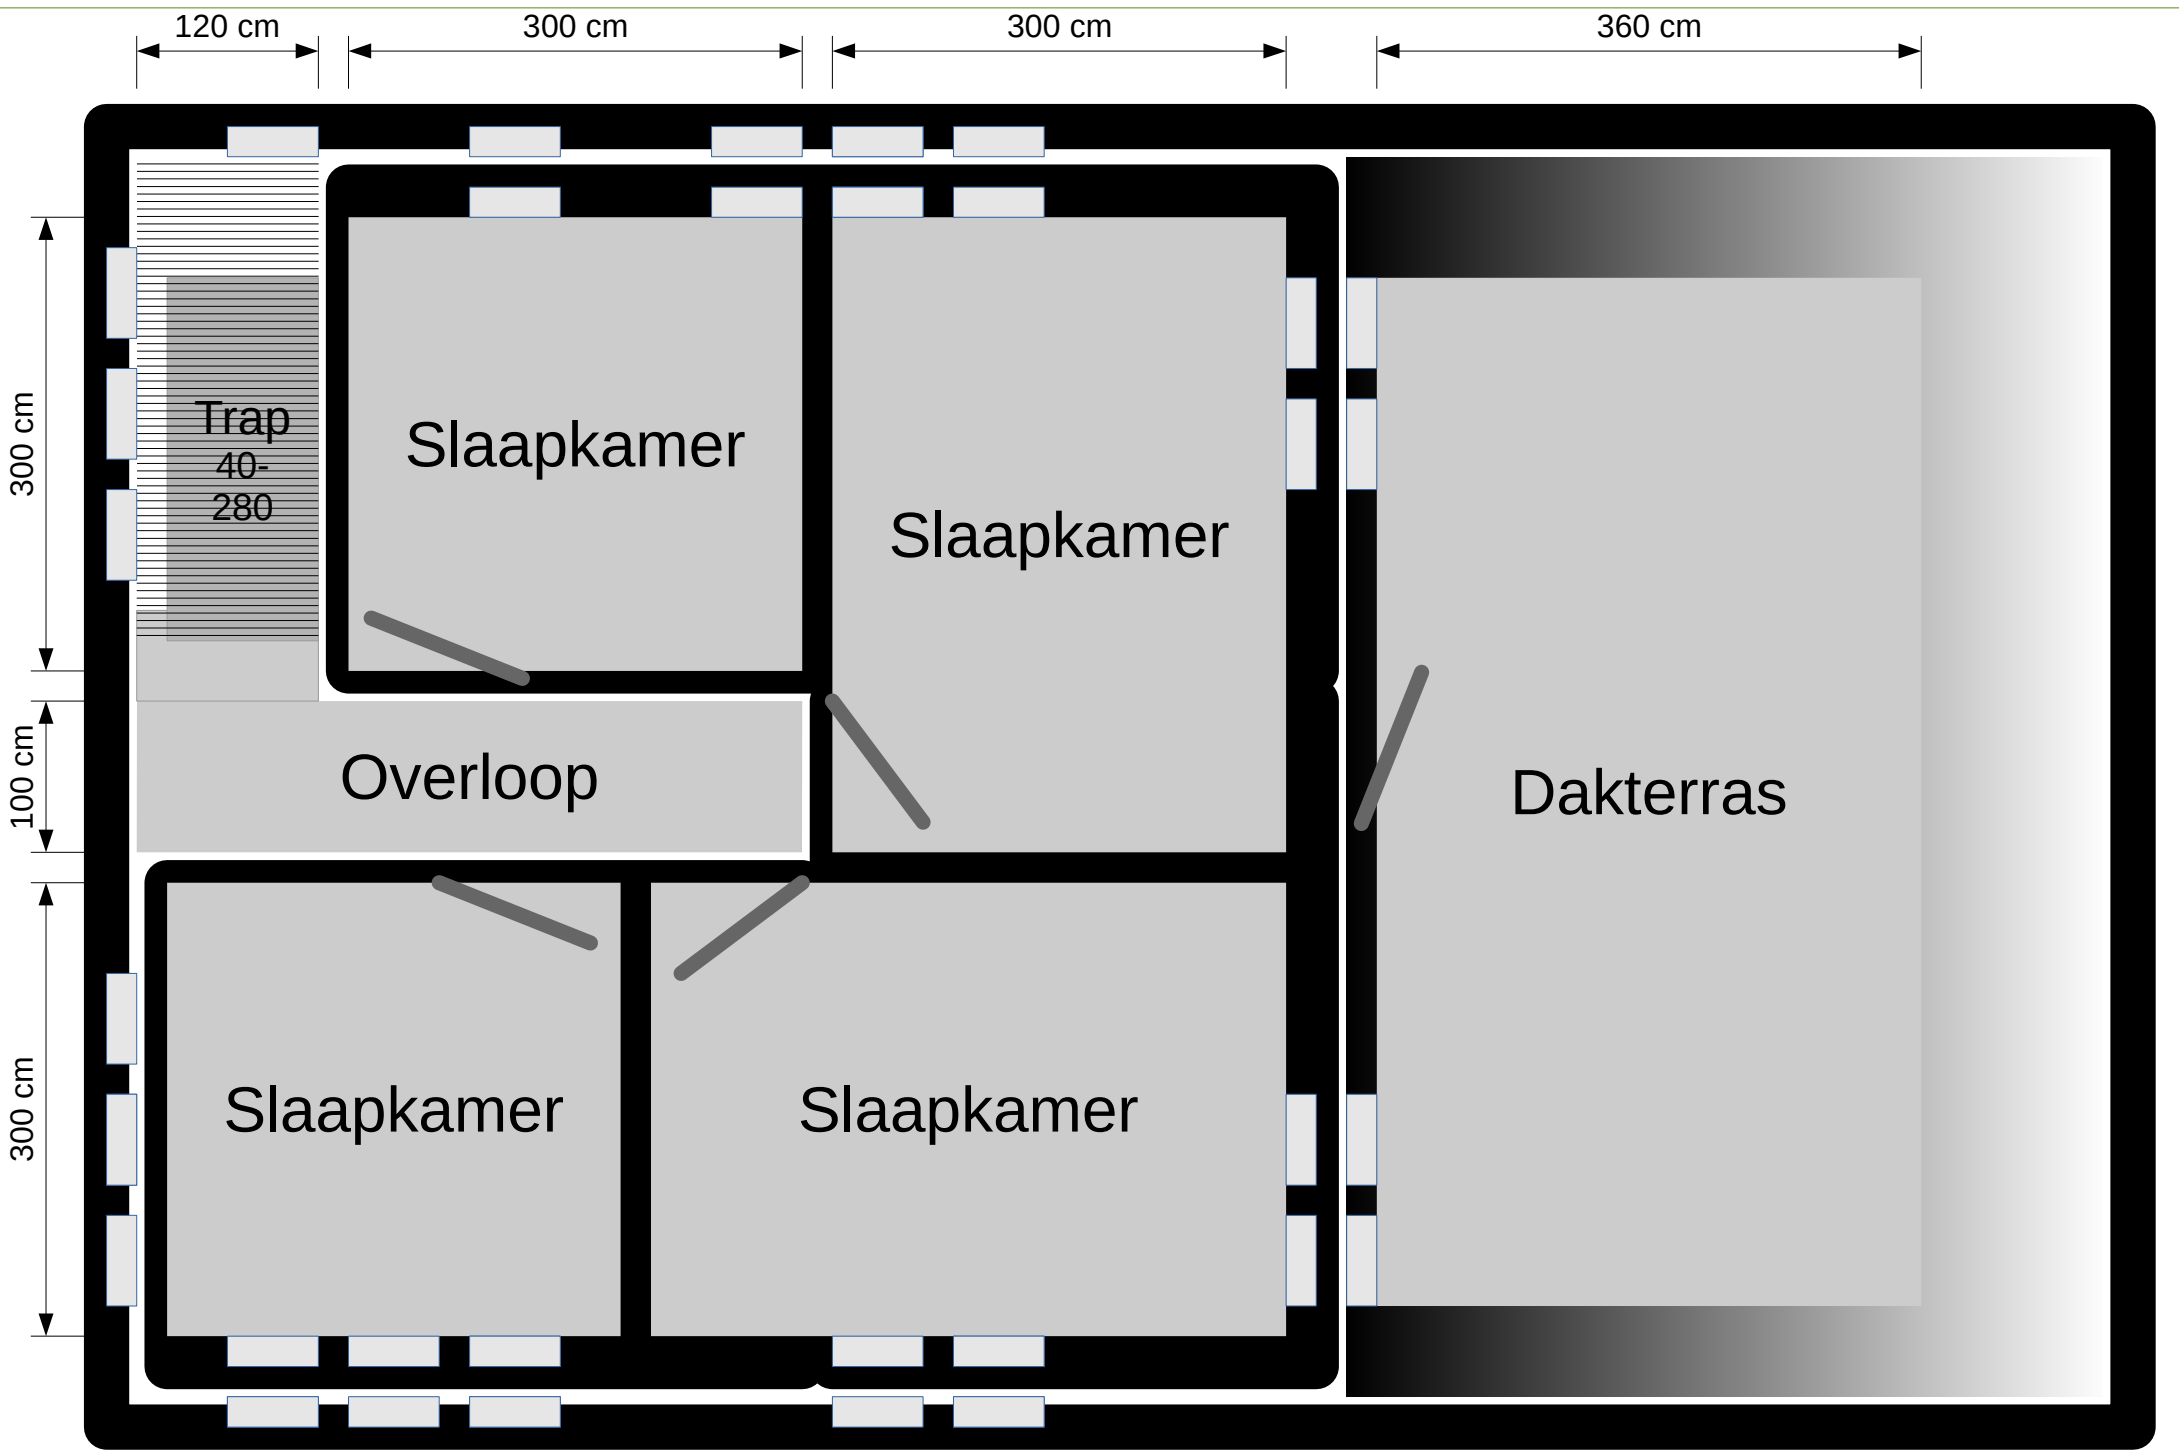 120 cm
300 cm
300 cm
360 cm
300 cm
100 cm
300 cm
Trap
40-
280
Slaapkamer
Slaapkamer
Overloop
Dakterras
Slaapkamer
Slaapkamer